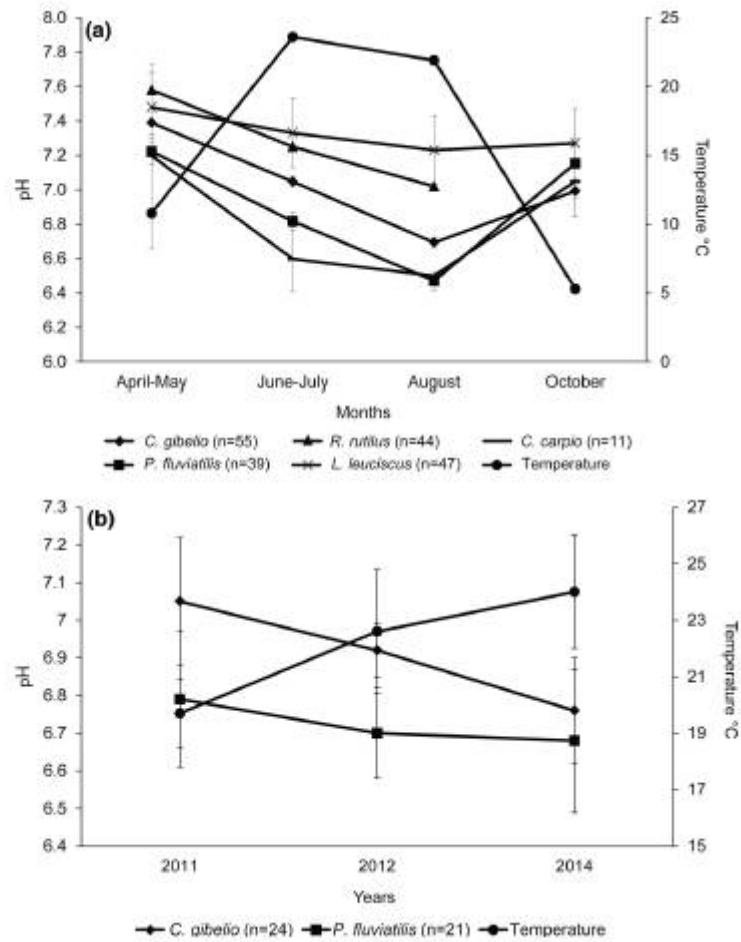 (a)
8.0
7.8
7.6
7.4
7.2
7.0
6.8
6.6
6.4
6.2
6.0
pH
25
20
15
10
5
0
Temperature °C
April-May June-July August October
Months
C. gibelio (n=55) R. rutilus (n=44) C. carpio (n=11)
P. fluviatilis (n=39) L. leuciscus (n=47) Temperature
(b)
7.3
7.2
7.1
7
6.9
6.8
6.7
6.6
6.5
6.4
pH
27
25
23
21
19
17
15
Temperature °C
2011 2012 2014
Years
C. gibelio (n=24) P. fluviatilis (n=21) Temperature